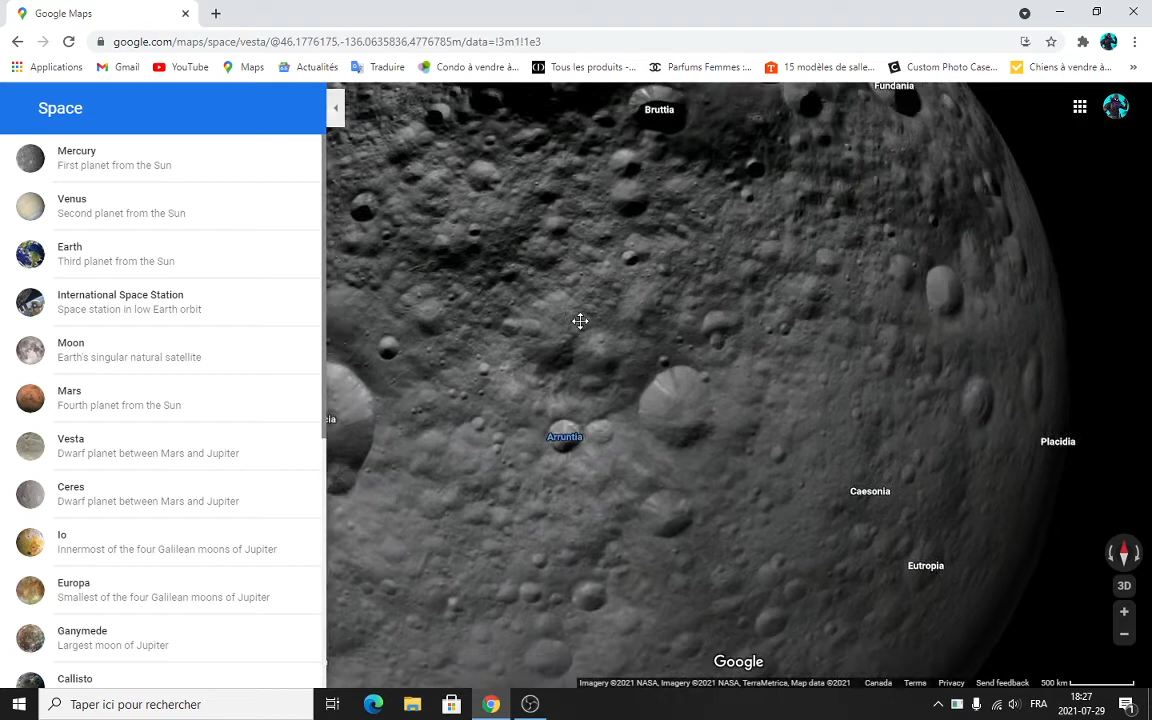 Google Maps
google.com/maps/space/vesta/@46.1776175,-136.0635836,4776785m/data=!3m1!1e3
Applications
Gmail
YouTube
Maps
Actualités
Traduire
Condo à vendre à...
Tous les produits -...
Parfums Femmes :...
15 modèles de salle...
Custom Photo Case...
Chiens à vendre à...
»
Space
Mercury
First planet from the Sun
Venus
Second planet from the Sun
Earth
Third planet from the Sun
International Space Station
Space station in low Earth orbit
Moon
Earth's singular natural satellite
Mars
Fourth planet from the Sun
Vesta
Dwarf planet between Mars and Jupiter
Ceres
Dwarf planet between Mars and Jupiter
Io
Innermost of the four Galilean moons of Jupiter
Europa
Smallest of the four Galilean moons of Jupiter
Ganymede
Largest moon of Jupiter
Callisto
Fundania
Bruttia
cia
Arruntia
Placidia
Caesonia
Eutropia
3D
+
−
Google
Imagery ©2021 NASA, Imagery ©2021 NASA, TerraMetrics, Map data ©2021 Canada Terms Privacy Send feedback 500 km
Taper ici pour rechercher
FRA
18:27
2021-07-29
1